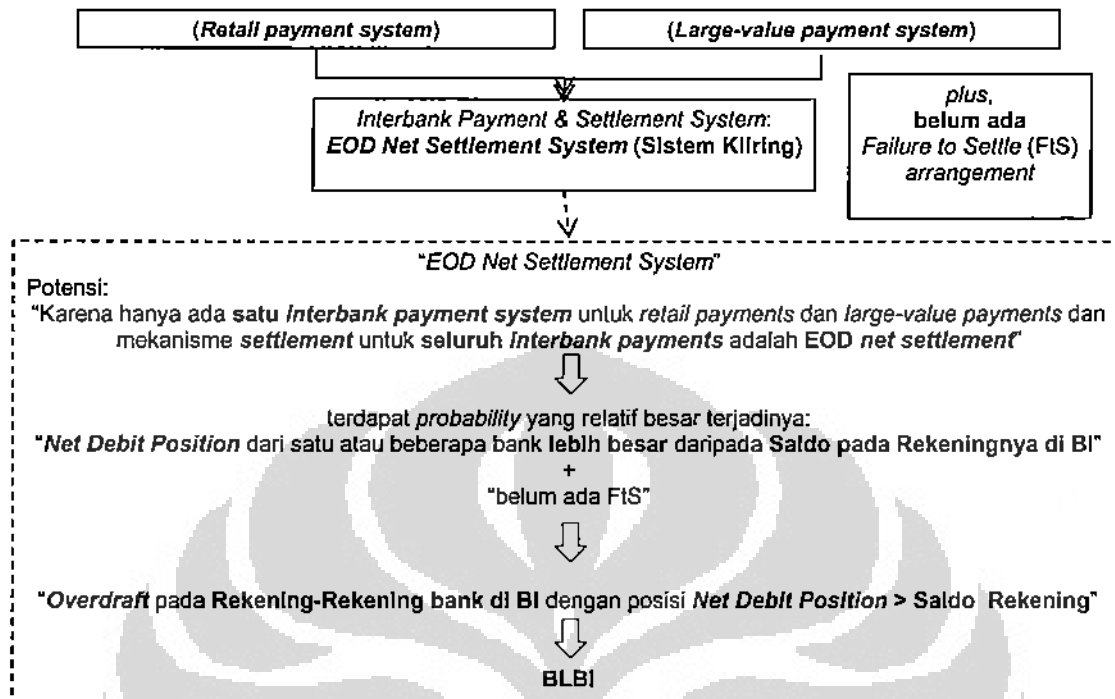 (Retail payment system)
(Large-value payment system)
Interbank Payment & Settlement System:
EOD Net Settlement System (Sistem Kliring)
plus,
belum ada
Failure to Settle (FtS)
arrangement
"EOD Net Settlement System"
Potensi:
"Karena hanya ada satu interbank payment system untuk retail payments dan large-value payments dan
mekanisme settlement untuk seluruh interbank payments adalah EOD net settlement"
terdapat probability yang relatif besar terjadinya:
"Net Debit Position dari satu atau beberapa bank lebih besar daripada Saldo pada Rekeningnya di BI"
+
"belum ada FtS"
"Overdraft pada Rekening-Rekening bank di BI dengan posisi Net Debit Position > Saldo Rekening"
BLBI